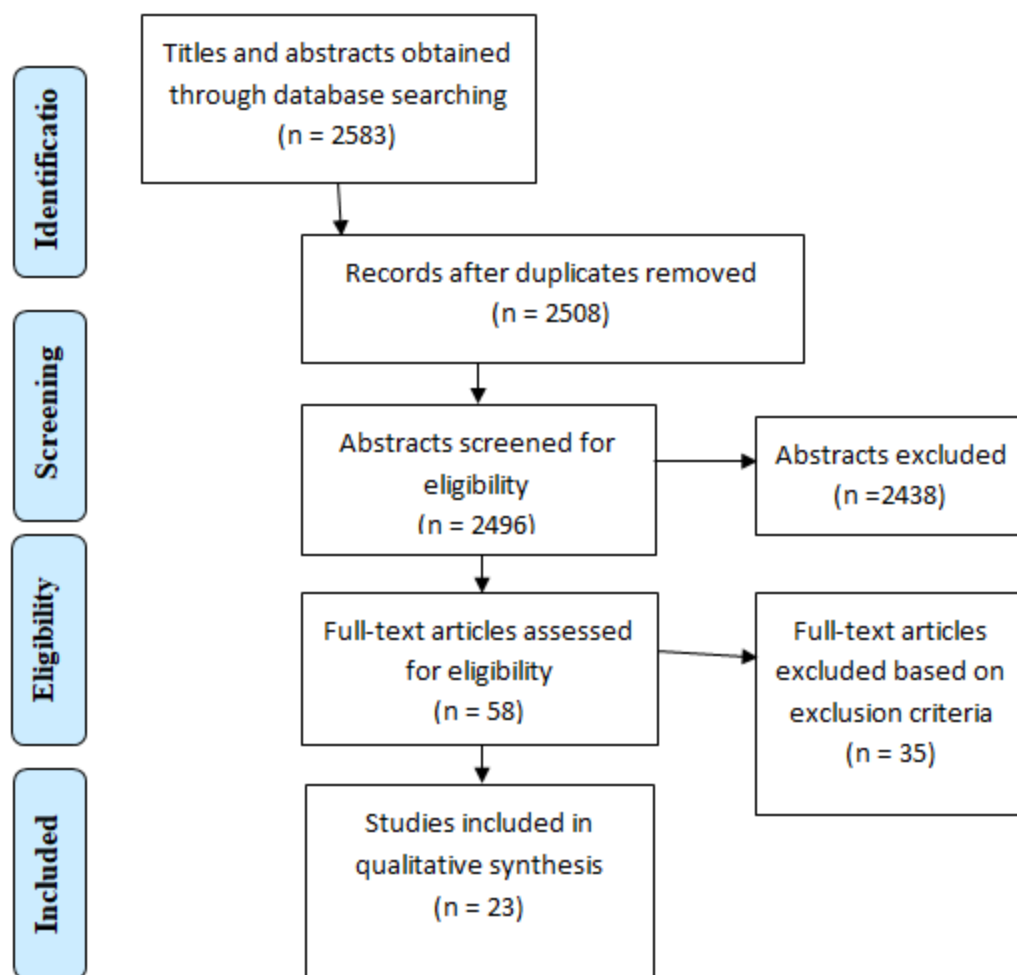 Identificatio
Titles and abstracts obtained
through database searching
(n = 2583)
Records after duplicates removed
(n = 2508)
Screening
Abstracts screened for
eligibility
(n = 2496)
Abstracts excluded
(n =2438)
Eligibility
Full-text articles assessed
for eligibility
(n = 58)
Full-text articles
excluded based on
exclusion criteria
(n = 35)
Included
Studies included in
qualitative synthesis
(n = 23)